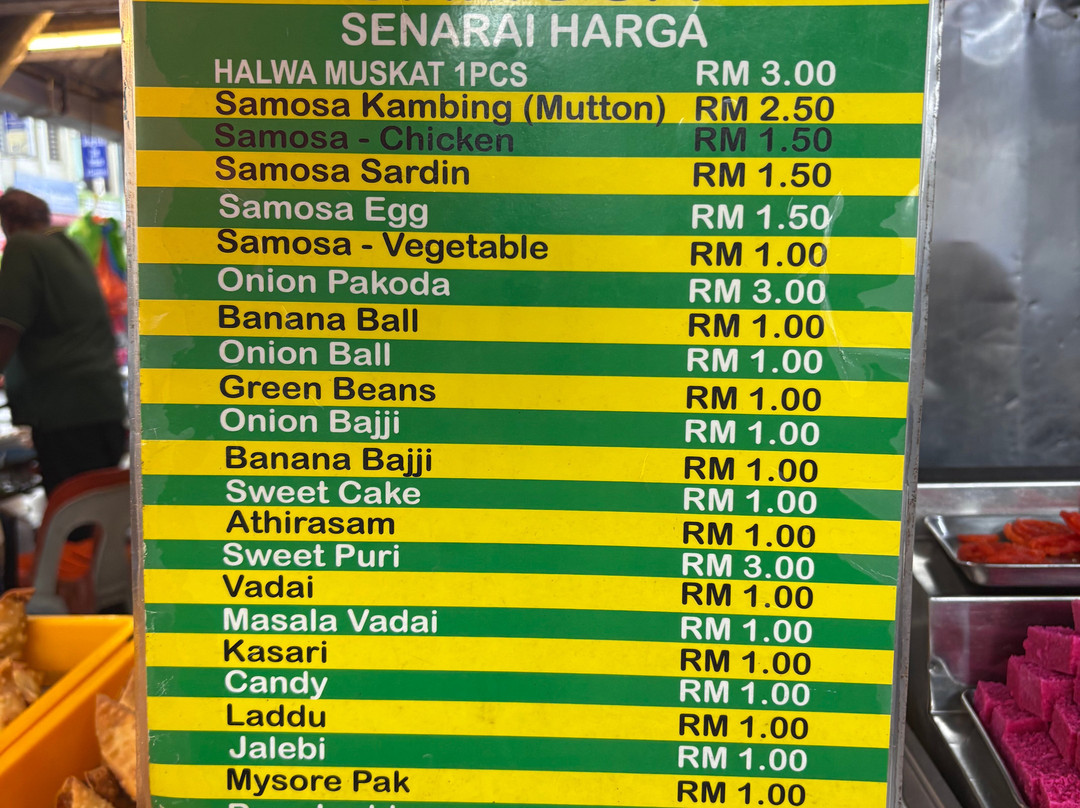 SENARAI HARGA
HALWA MUSKAT 1PCS RM 3.00
Samosa Kambing (Mutton) RM 2.50
Samosa - Chicken RM 1.50
Samosa Sardin RM 1.50
Samosa Egg RM 1.50
Samosa - Vegetable RM 1.00
Onion Pakoda RM 3.00
Banana Ball RM 1.00
Onion Ball RM 1.00
Green Beans RM 1.00
Onion Bajji RM 1.00
Banana Bajji RM 1.00
Sweet Cake RM 1.00
Athirasam RM 1.00
Sweet Puri RM 3.00
Vadai RM 1.00
Masala Vadai RM 1.00
Kasari RM 1.00
Candy RM 1.00
Laddu RM 1.00
Jalebi RM 1.00
Mysore Pak RM 1.00